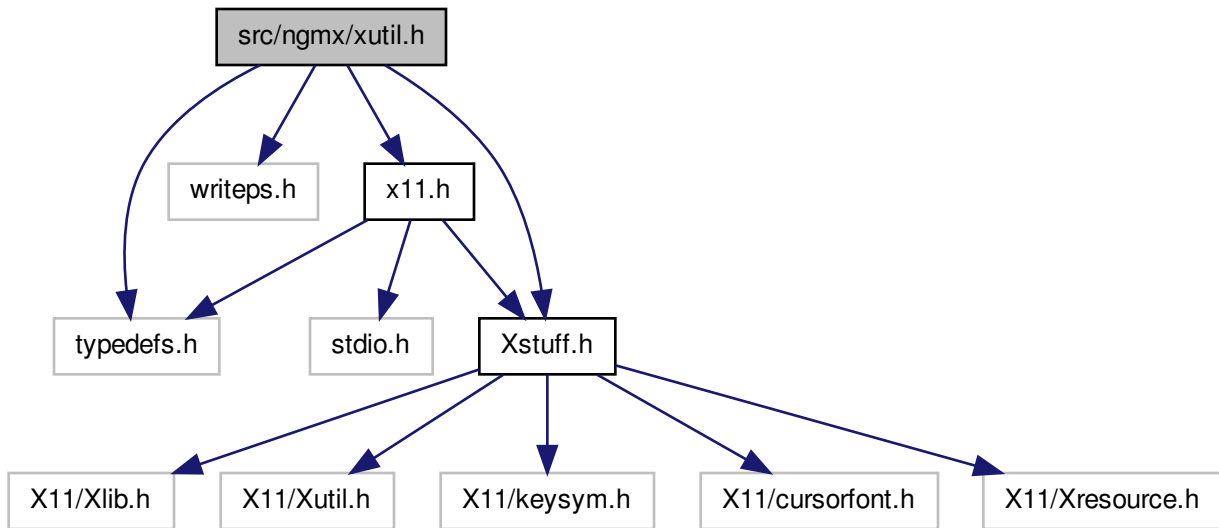 src/ngmx/xutil.h
writeps.h
x11.h
typedefs.h
stdio.h
Xstuff.h
X11/Xlib.h
X11/Xutil.h
X11/keysym.h
X11/cursorfont.h
X11/Xresource.h